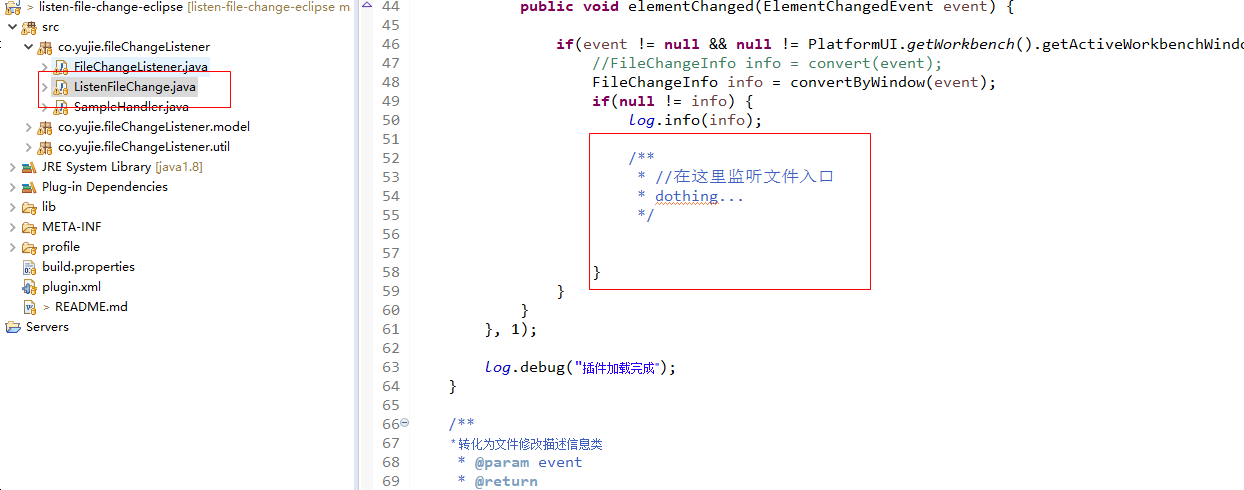 > listen-file-change-eclipse [listen-file-change-eclipse m
src
co.yujie.fileChangeListener
FileChangeListener.java
ListenFileChange.java
SampleHandler.java
co.yujie.fileChangeListener.model
co.yujie.fileChangeListener.util
JRE System Library [java1.8]
Plug-in Dependencies
lib
META-INF
profile
build.properties
plugin.xml
> README.md
Servers
44 public void elementChanged(ElementChangedEvent event) {
45
46 if(event != null && null != PlatformUI.getWorkbench().getActiveWorkbenchWindo
47 //FileChangeInfo info = convert(event);
48 FileChangeInfo info = convertByWindow(event);
49 if(null != info) {
50 log.info(info);
51
52 /**
53 * //在这里监听文件入口
54 * dothing...
55 */
56
57
58 }
59 }
60 }
61 }, 1);
62
63 log.debug("插件加载完成");
64 }
65
66 /**
67 *转化为文件修改描述信息类
68 * @param event
69 * @return